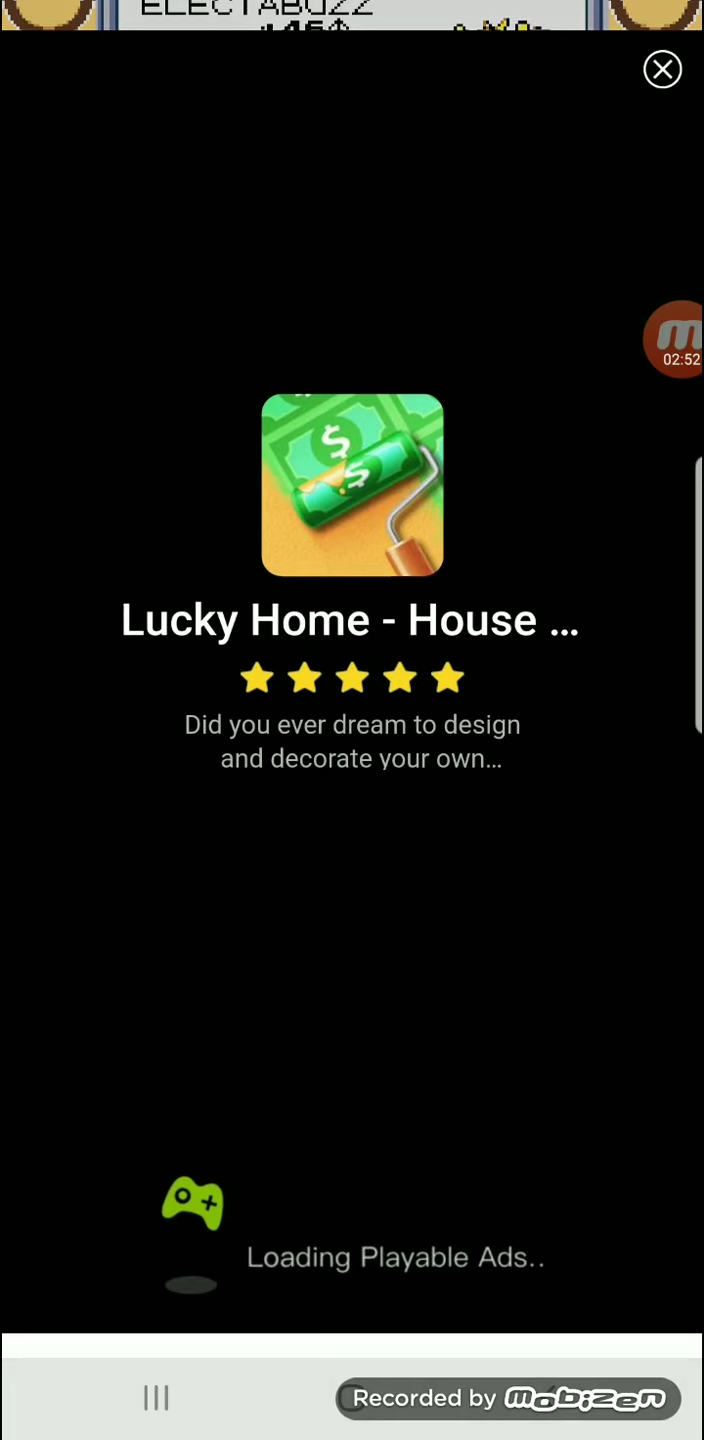 ELECTABUZZ
02:52
Lucky Home - House ...
Did you ever dream to design
and decorate your own...
Loading Playable Ads..
Recorded by mobizen